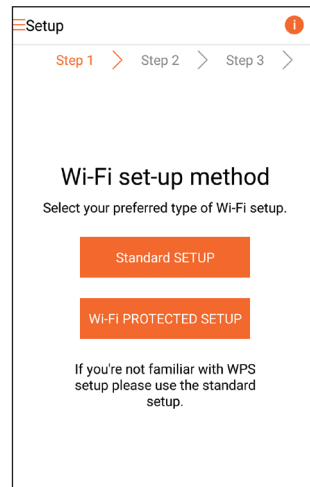 Setup
i
Step 1 Step 2 Step 3
Wi-Fi set-up method
Select your preferred type of Wi-Fi setup.
Standard SETUP
Wi-Fi PROTECTED SETUP
If you're not familiar with WPS
setup please use the standard
setup.